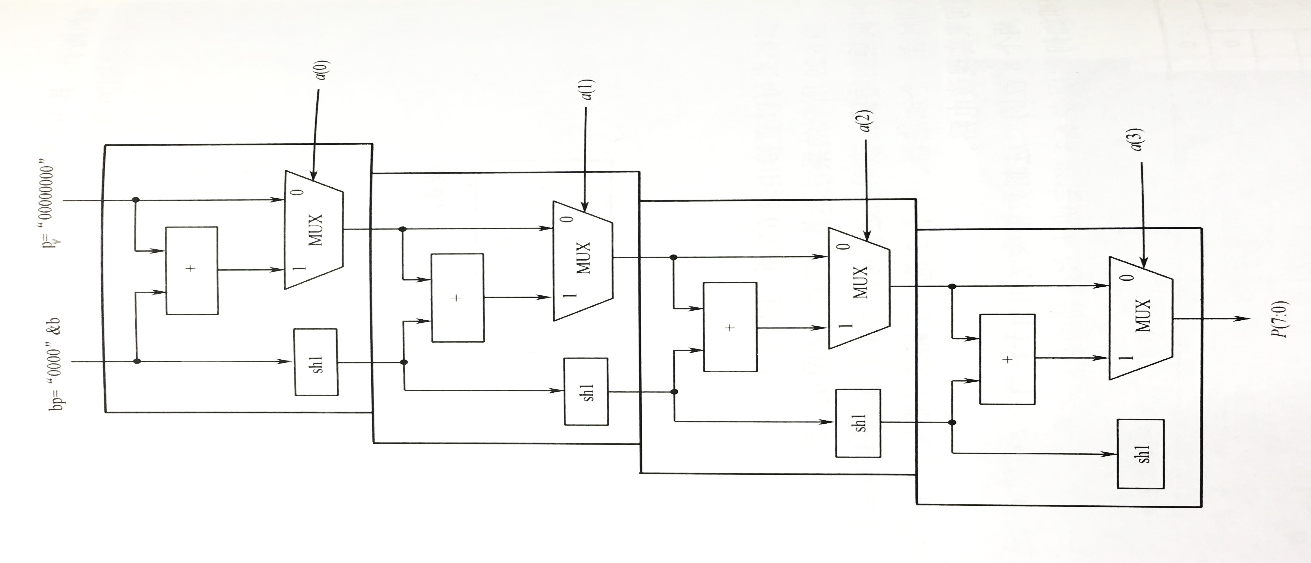 bp= “0000” &b
pᵥ= “00000000”
+
1 0
sh1 MUX a(0)
+
1 0
sh1 MUX a(1)
+
1 0
sh1 MUX a(2)
+
1 0
sh1 MUX a(3)
P(7:0)